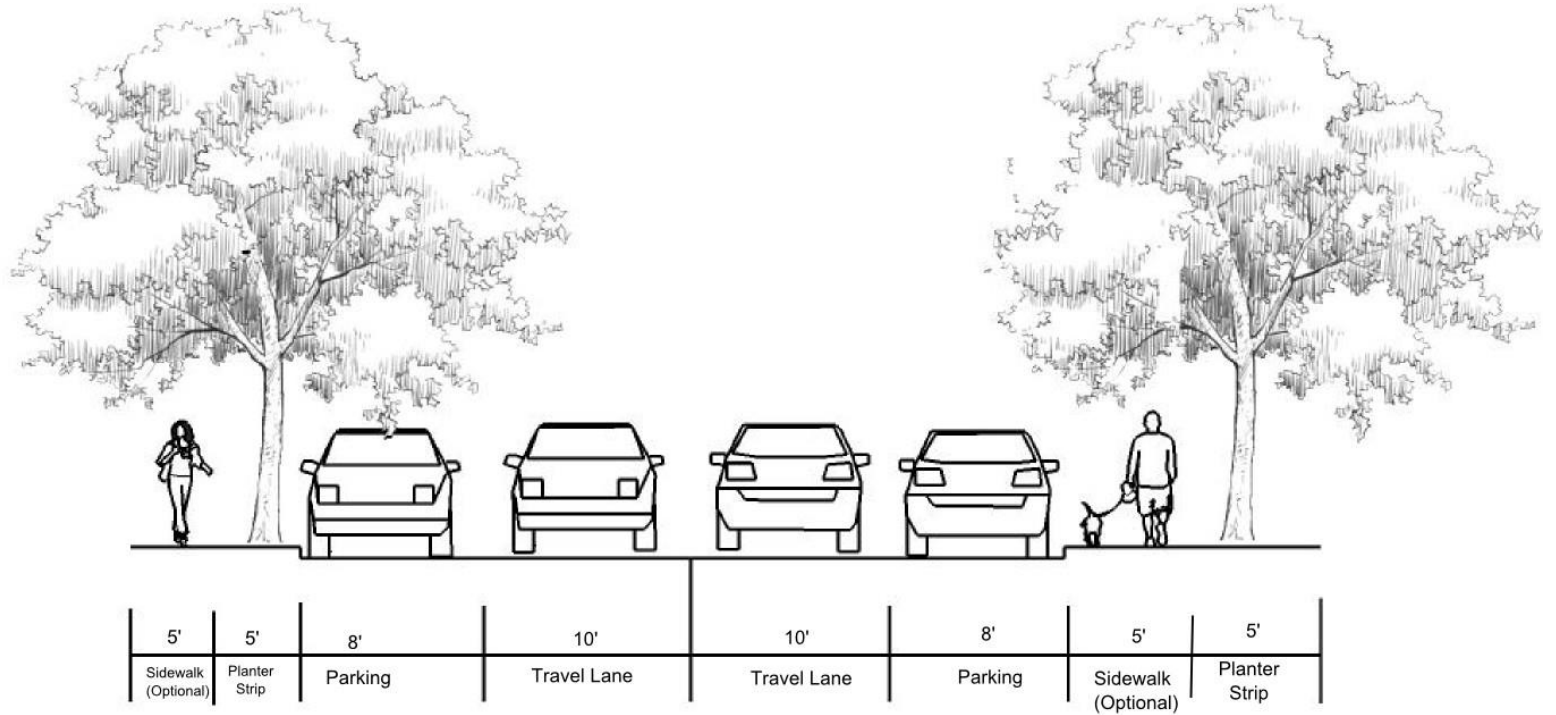 5' 5' 8' 10' 10' 8' 5' 5'
Sidewalk
(Optional)
Planter
Strip
Parking
Travel Lane
Travel Lane
Parking
Sidewalk
(Optional)
Planter
Strip